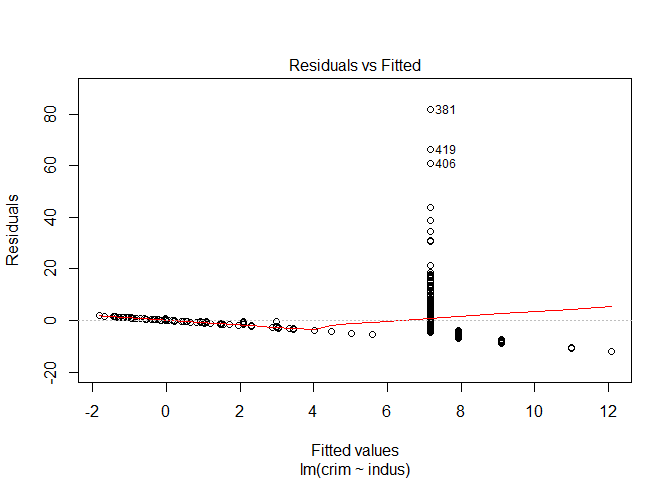 Residuals vs Fitted
381
419
406
80
60
40
20
0
-20
Residuals
-2 0 2 4 6 8 10 12
Fitted values
lm(crim ~ indus)